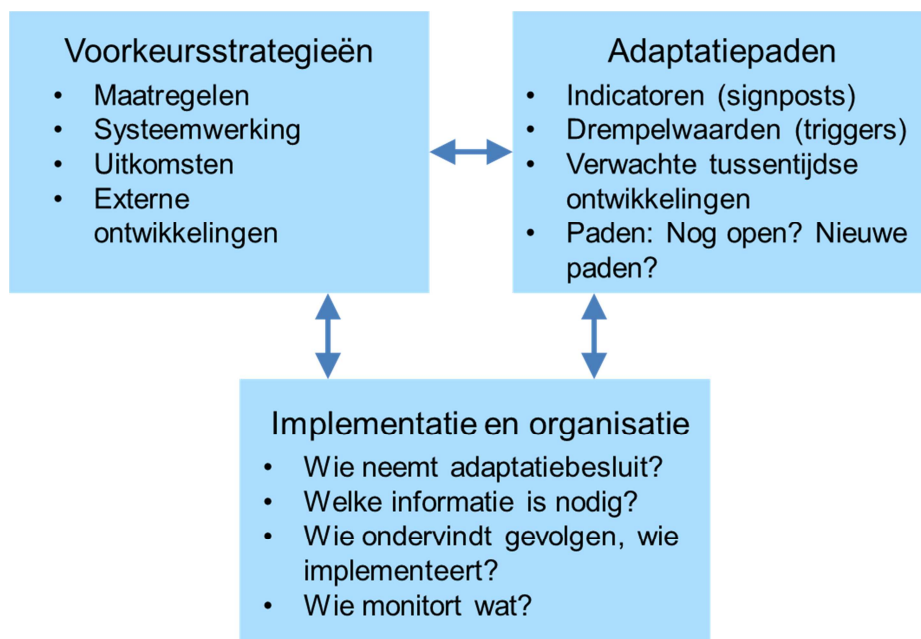 Voorkeursstrategieën
• Maatregelen
• Systeemwerking
• Uitkomsten
• Externe
ontwikkelingen
Adaptatiepaden
• Indicatoren (signposts)
• Drempelwaarden (triggers)
• Verwachte tussentijdse
ontwikkelingen
• Paden: Nog open? Nieuwe
paden?
Implementatie en organisatie
• Wie neemt adaptatiebesluit?
• Welke informatie is nodig?
• Wie ondervindt gevolgen, wie
implementeert?
• Wie monitort wat?